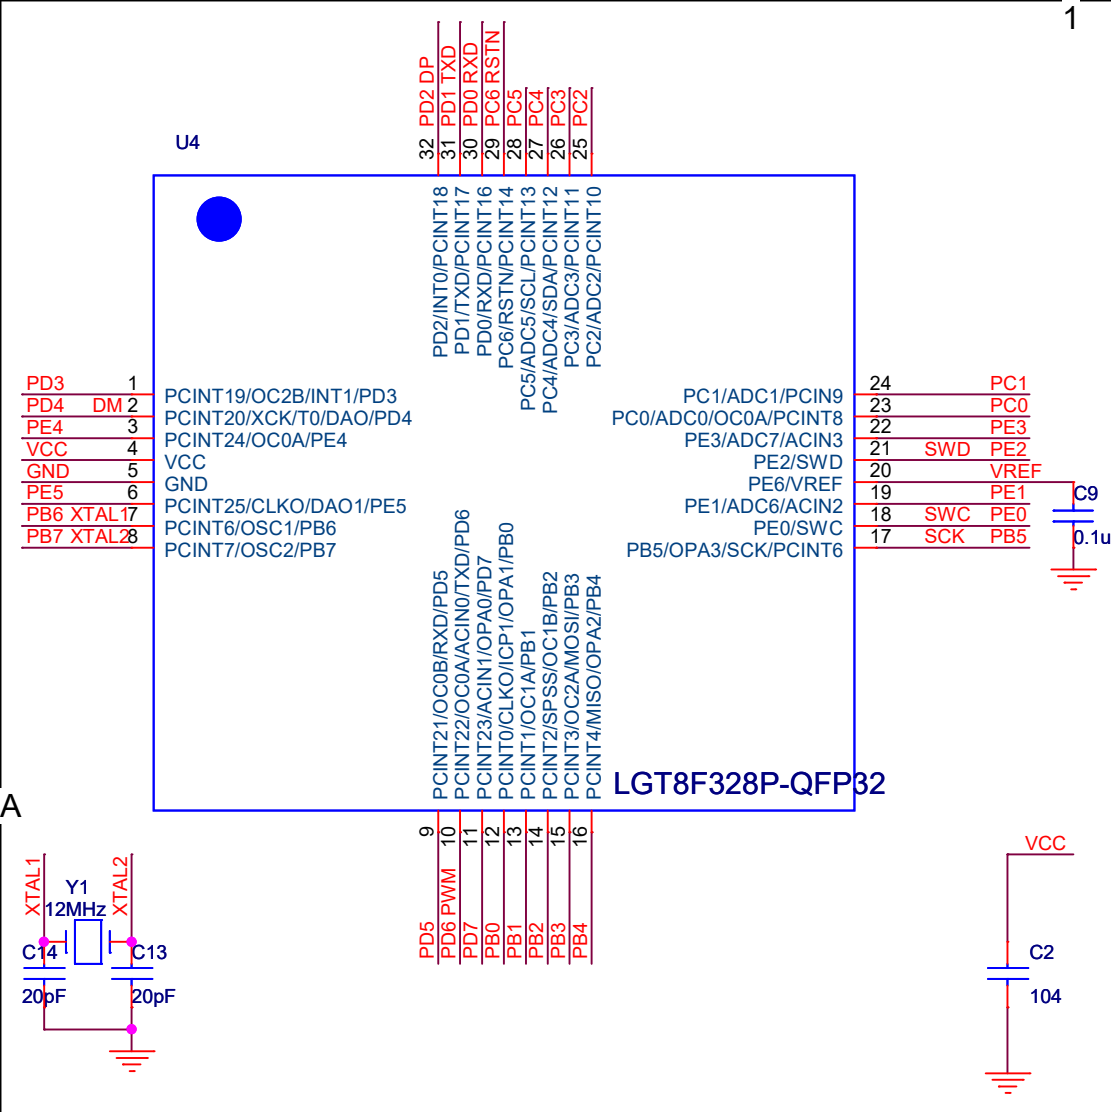 1
PD2 DP
PD1 TXD
PD0 RXD
PC6 RSTN
PC5
PC4
PC3
PC2
32
31
30
29
28
27
26
25
U4
PD2/INT0/PCINT18
PD1/TXD/PCINT17
PD0/RXD/PCINT16
PC6/RSTN/PCINT14
PC5/ADC5/SCL/PCINT13
PC4/ADC4/SDA/PCINT12
PC3/ADC3/PCINT11
PC2/ADC2/PCINT10
PD3 1 PCINT19/OC2B/INT1/PD3
PD4 DM 2 PCINT20/XCK/T0/DAO/PD4
PE4 3 PCINT24/OC0A/PE4
VCC 4 VCC
GND 5 GND
PE5 6 PCINT25/CLKO/DAO1/PE5
PB6 XTAL1 7 PCINT6/OSC1/PB6
PB7 XTAL2 8 PCINT7/OSC2/PB7
PC1/ADC1/PCIN9 24 PC1
PC0/ADC0/OC0A/PCINT8 23 PC0
PE3/ADC7/ACIN3 22 PE3
PE2/SWD 21 SWD PE2
PE6/VREF 20 VREF
PE1/ADC6/ACIN2 19 PE1
PE0/SWC 18 SWC PE0
PB5/OPA3/SCK/PCINT6 17 SCK PB5
C9
0.1u
PCINT21/OC0B/RXD/PD5
PCINT22/OC0A/ACIN0/TXD/PD6
PCINT23/ACIN1/OPA0/PD7
PCINT0/CLKO/ICP1/OPA1/PB0
PCINT1/OC1A/PB1
PCINT2/SPSS/OC1B/PB2
PCINT3/OC2A/MOSI/PB3
PCINT4/MISO/OPA2/PB4
LGT8F328P-QFP32
A
9
10
11
12
13
14
15
16
PD5
PD6 PWM
PD7
PB0
PB1
PB2
PB3
PB4
XTAL1
Y1
12MHz
XTAL2
C14
20pF
C13
20pF
VCC
C2
104